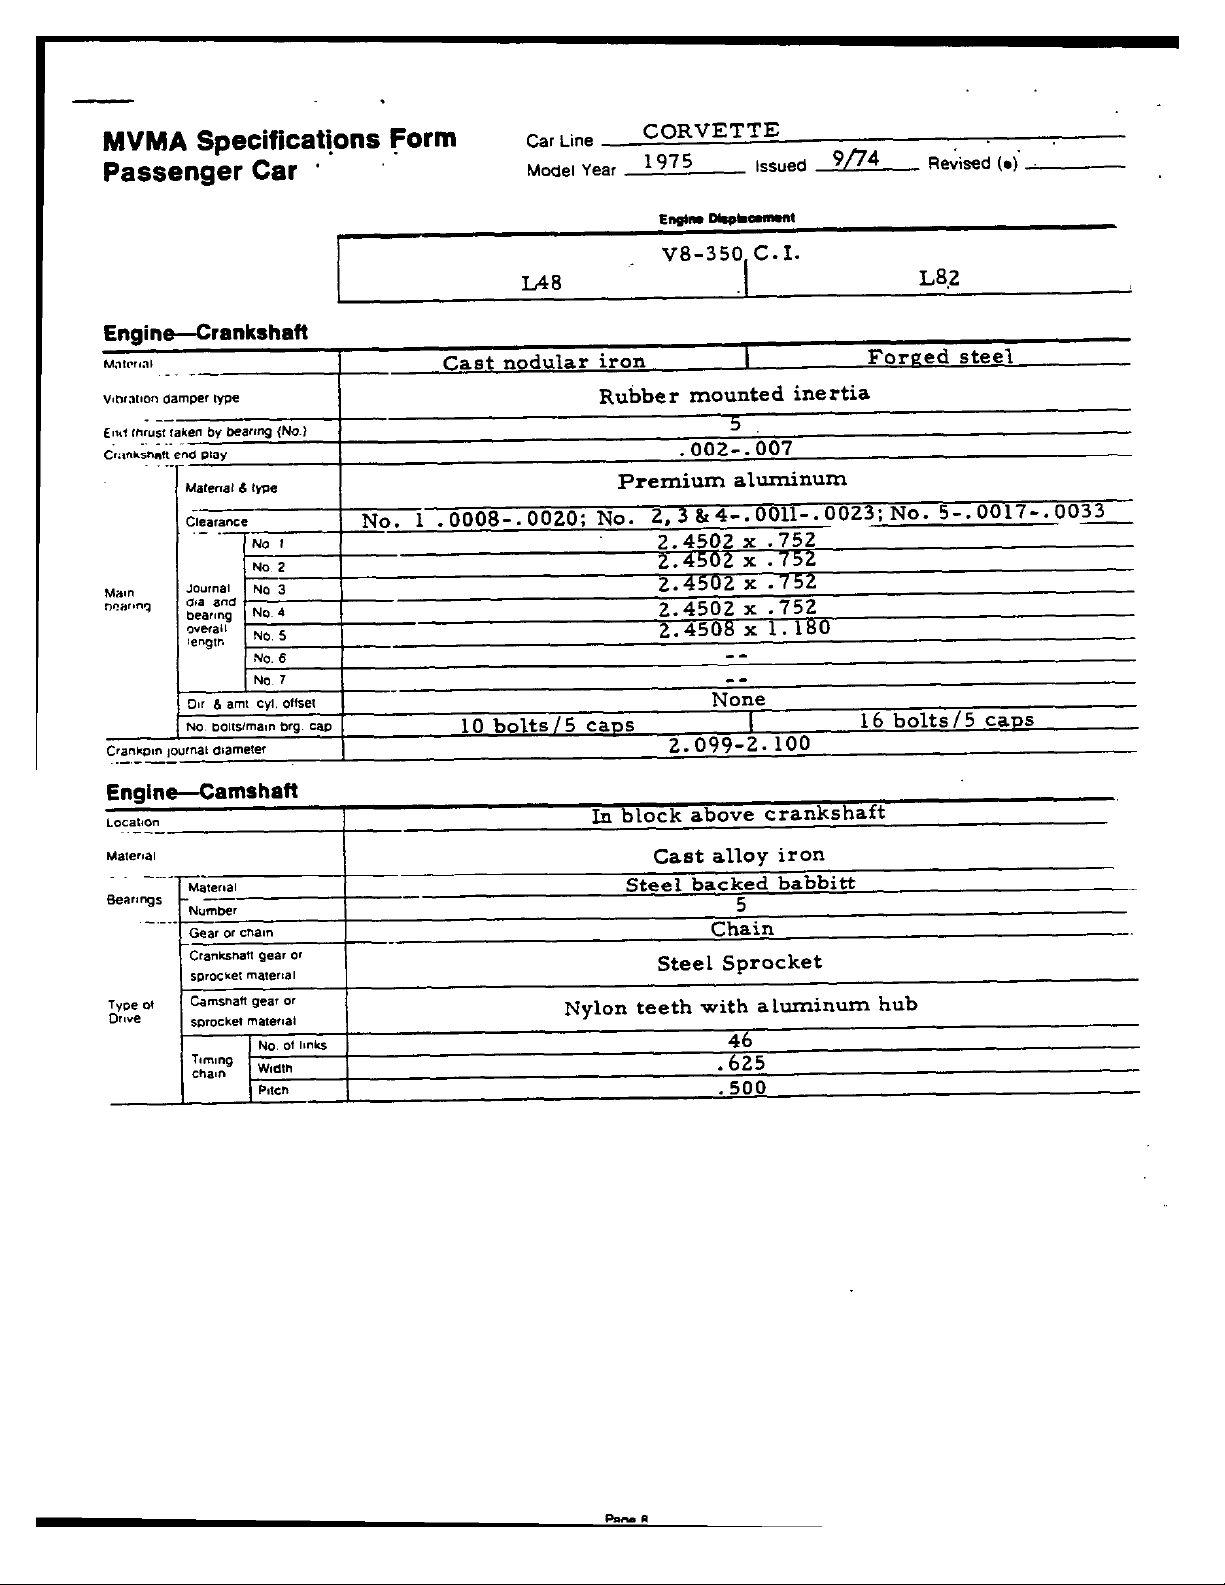 MVMA Specifications Form
Passenger Car
Car Line CORVETTE
Model Year 1975 Issued 9/74 Revised (•)
Engine Displacement
V8-350 C.I.
L48 L82
Engine—Crankshaft
Material Cast nodular iron Forged steel
Vibration damper type Rubber mounted inertia
End thrust taken by bearing (No.) 5
Crankshaft end play .002-.007
Main bearing
Material & type Premium aluminum
Clearance No. 1 .0008-.0020; No. 2, 3 & 4-.0011-.0023; No. 5-.0017-.0033
Journal dia and bearing overall length
No 1 2.4502 x .752
No. 2 2.4502 x .752
No 3 2.4502 x .752
No. 4 2.4502 x .752
No. 5 2.4508 x 1.180
No. 6 --
No. 7 --
Dir & amt cyl. offset None
No. bolts/main brg. cap 10 bolts/5 caps 16 bolts/5 caps
Crankpin journal diameter 2.099-2.100
Engine—Camshaft
Location In block above crankshaft
Material Cast alloy iron
Bearings
Material Steel backed babbitt
Number 5
Type of Drive
Gear or chain Chain
Crankshaft gear or sprocket material Steel Sprocket
Camshaft gear or sprocket material Nylon teeth with aluminum hub
Timing chain
No. of links 46
Width .625
Pitch .500
Page 8